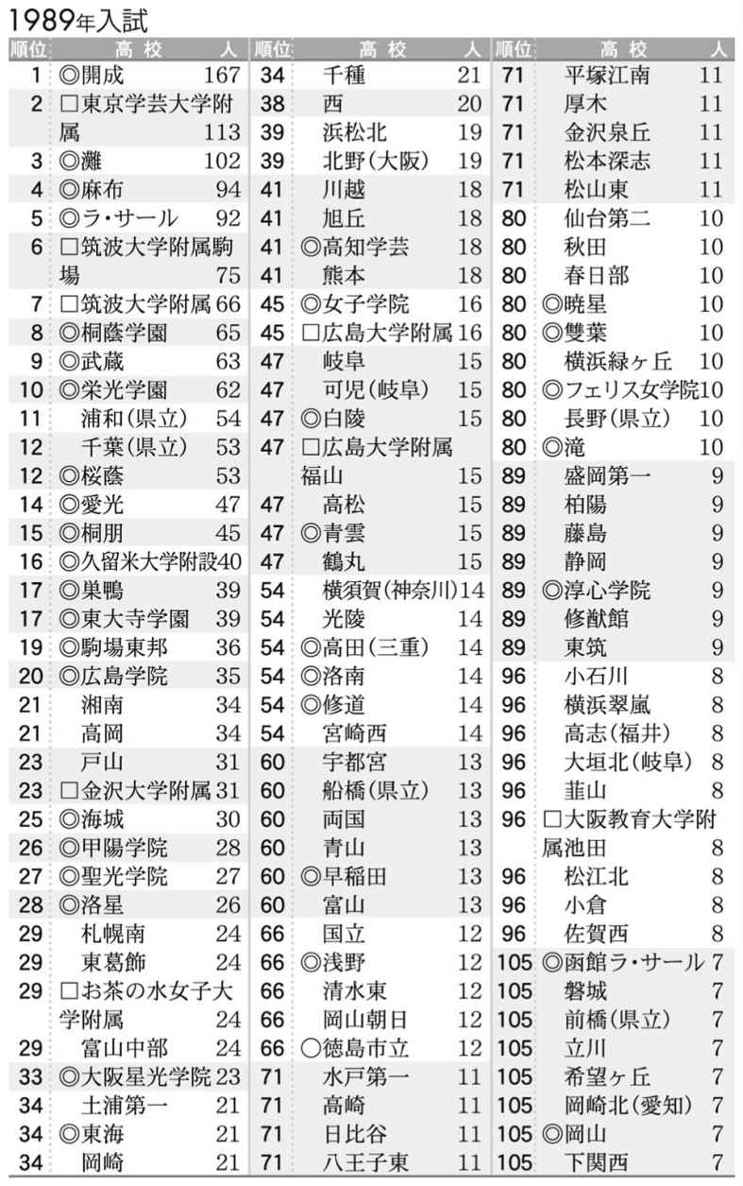 1989年入試
順位 高校 人
1 ◎開成 167
2 □東京学芸大学附
属 113
3 ◎灘 102
4 ◎麻布 94
5 ◎ラ・サール 92
6 □筑波大学附属駒
場 75
7 □筑波大学附属 66
8 ◎桐蔭学園 65
9 ◎武蔵 63
10 ◎栄光学園 62
11 浦和(県立) 54
12 千葉(県立) 53
12 ◎桜蔭 53
14 ◎愛光 47
15 ◎桐朋 45
16 ◎久留米大学附設 40
17 ◎巣鴨 39
17 ◎東大寺学園 39
19 ◎駒場東邦 36
20 ◎広島学院 35
21 湘南 34
21 高岡 34
23 戸山 31
23 □金沢大学附属 31
25 ◎海城 30
26 ◎甲陽学院 28
27 ◎聖光学院 27
28 ◎洛星 26
29 札幌南 24
29 東葛飾 24
29 □お茶の水女子大
学附属 24
29 富山中部 24
33 ◎大阪星光学院 23
34 土浦第一 21
34 ◎東海 21
34 岡崎 21
順位 高校 人
34 千種 21
38 西 20
39 浜松北 19
39 北野(大阪) 19
41 川越 18
41 旭丘 18
41 ◎高知学芸 18
41 熊本 18
45 ◎女子学院 16
45 □広島大学附属 16
47 岐阜 15
47 可児(岐阜) 15
47 ◎白陵 15
47 □広島大学附属
福山 15
47 高松 15
47 ◎青雲 15
47 鶴丸 15
54 横須賀(神奈川) 14
54 光陵 14
54 ◎高田(三重) 14
54 ◎洛南 14
54 ◎修道 14
54 宮崎西 14
60 宇都宮 13
60 船橋(県立) 13
60 両国 13
60 青山 13
60 ◎早稲田 13
60 富山 13
66 国立 12
66 ◎浅野 12
66 清水東 12
66 岡山朝日 12
66 ○徳島市立 12
71 水戸第一 11
71 高崎 11
71 日比谷 11
71 八王子東 11
順位 高校 人
71 平塚江南 11
71 厚木 11
71 金沢泉丘 11
71 松本深志 11
71 松山東 11
80 仙台第二 10
80 秋田 10
80 春日部 10
80 ◎暁星 10
80 ◎雙葉 10
80 横浜緑ヶ丘 10
80 ◎フェリス女学院 10
80 長野(県立) 10
80 ◎滝 10
89 盛岡第一 9
89 柏陽 9
89 藤島 9
89 静岡 9
89 ◎淳心学院 9
89 修猷館 9
89 東筑 9
96 小石川 8
96 横浜翠嵐 8
96 高志(福井) 8
96 大垣北(岐阜) 8
96 韮山 8
96 □大阪教育大学附
属池田 8
96 松江北 8
96 小倉 8
96 佐賀西 8
105 ◎函館ラ・サール 7
105 磐城 7
105 前橋(県立) 7
105 立川 7
105 希望ヶ丘 7
105 岡崎北(愛知) 7
105 ◎岡山 7
105 下関西 7